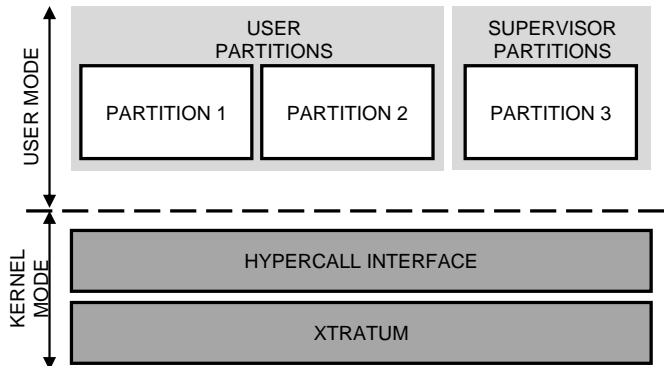 USER MODE
USER
PARTITIONS
SUPERVISOR
PARTITIONS
PARTITION 1
PARTITION 2
PARTITION 3
KERNEL
MODE
HYPERCALL INTERFACE
XTRATUM